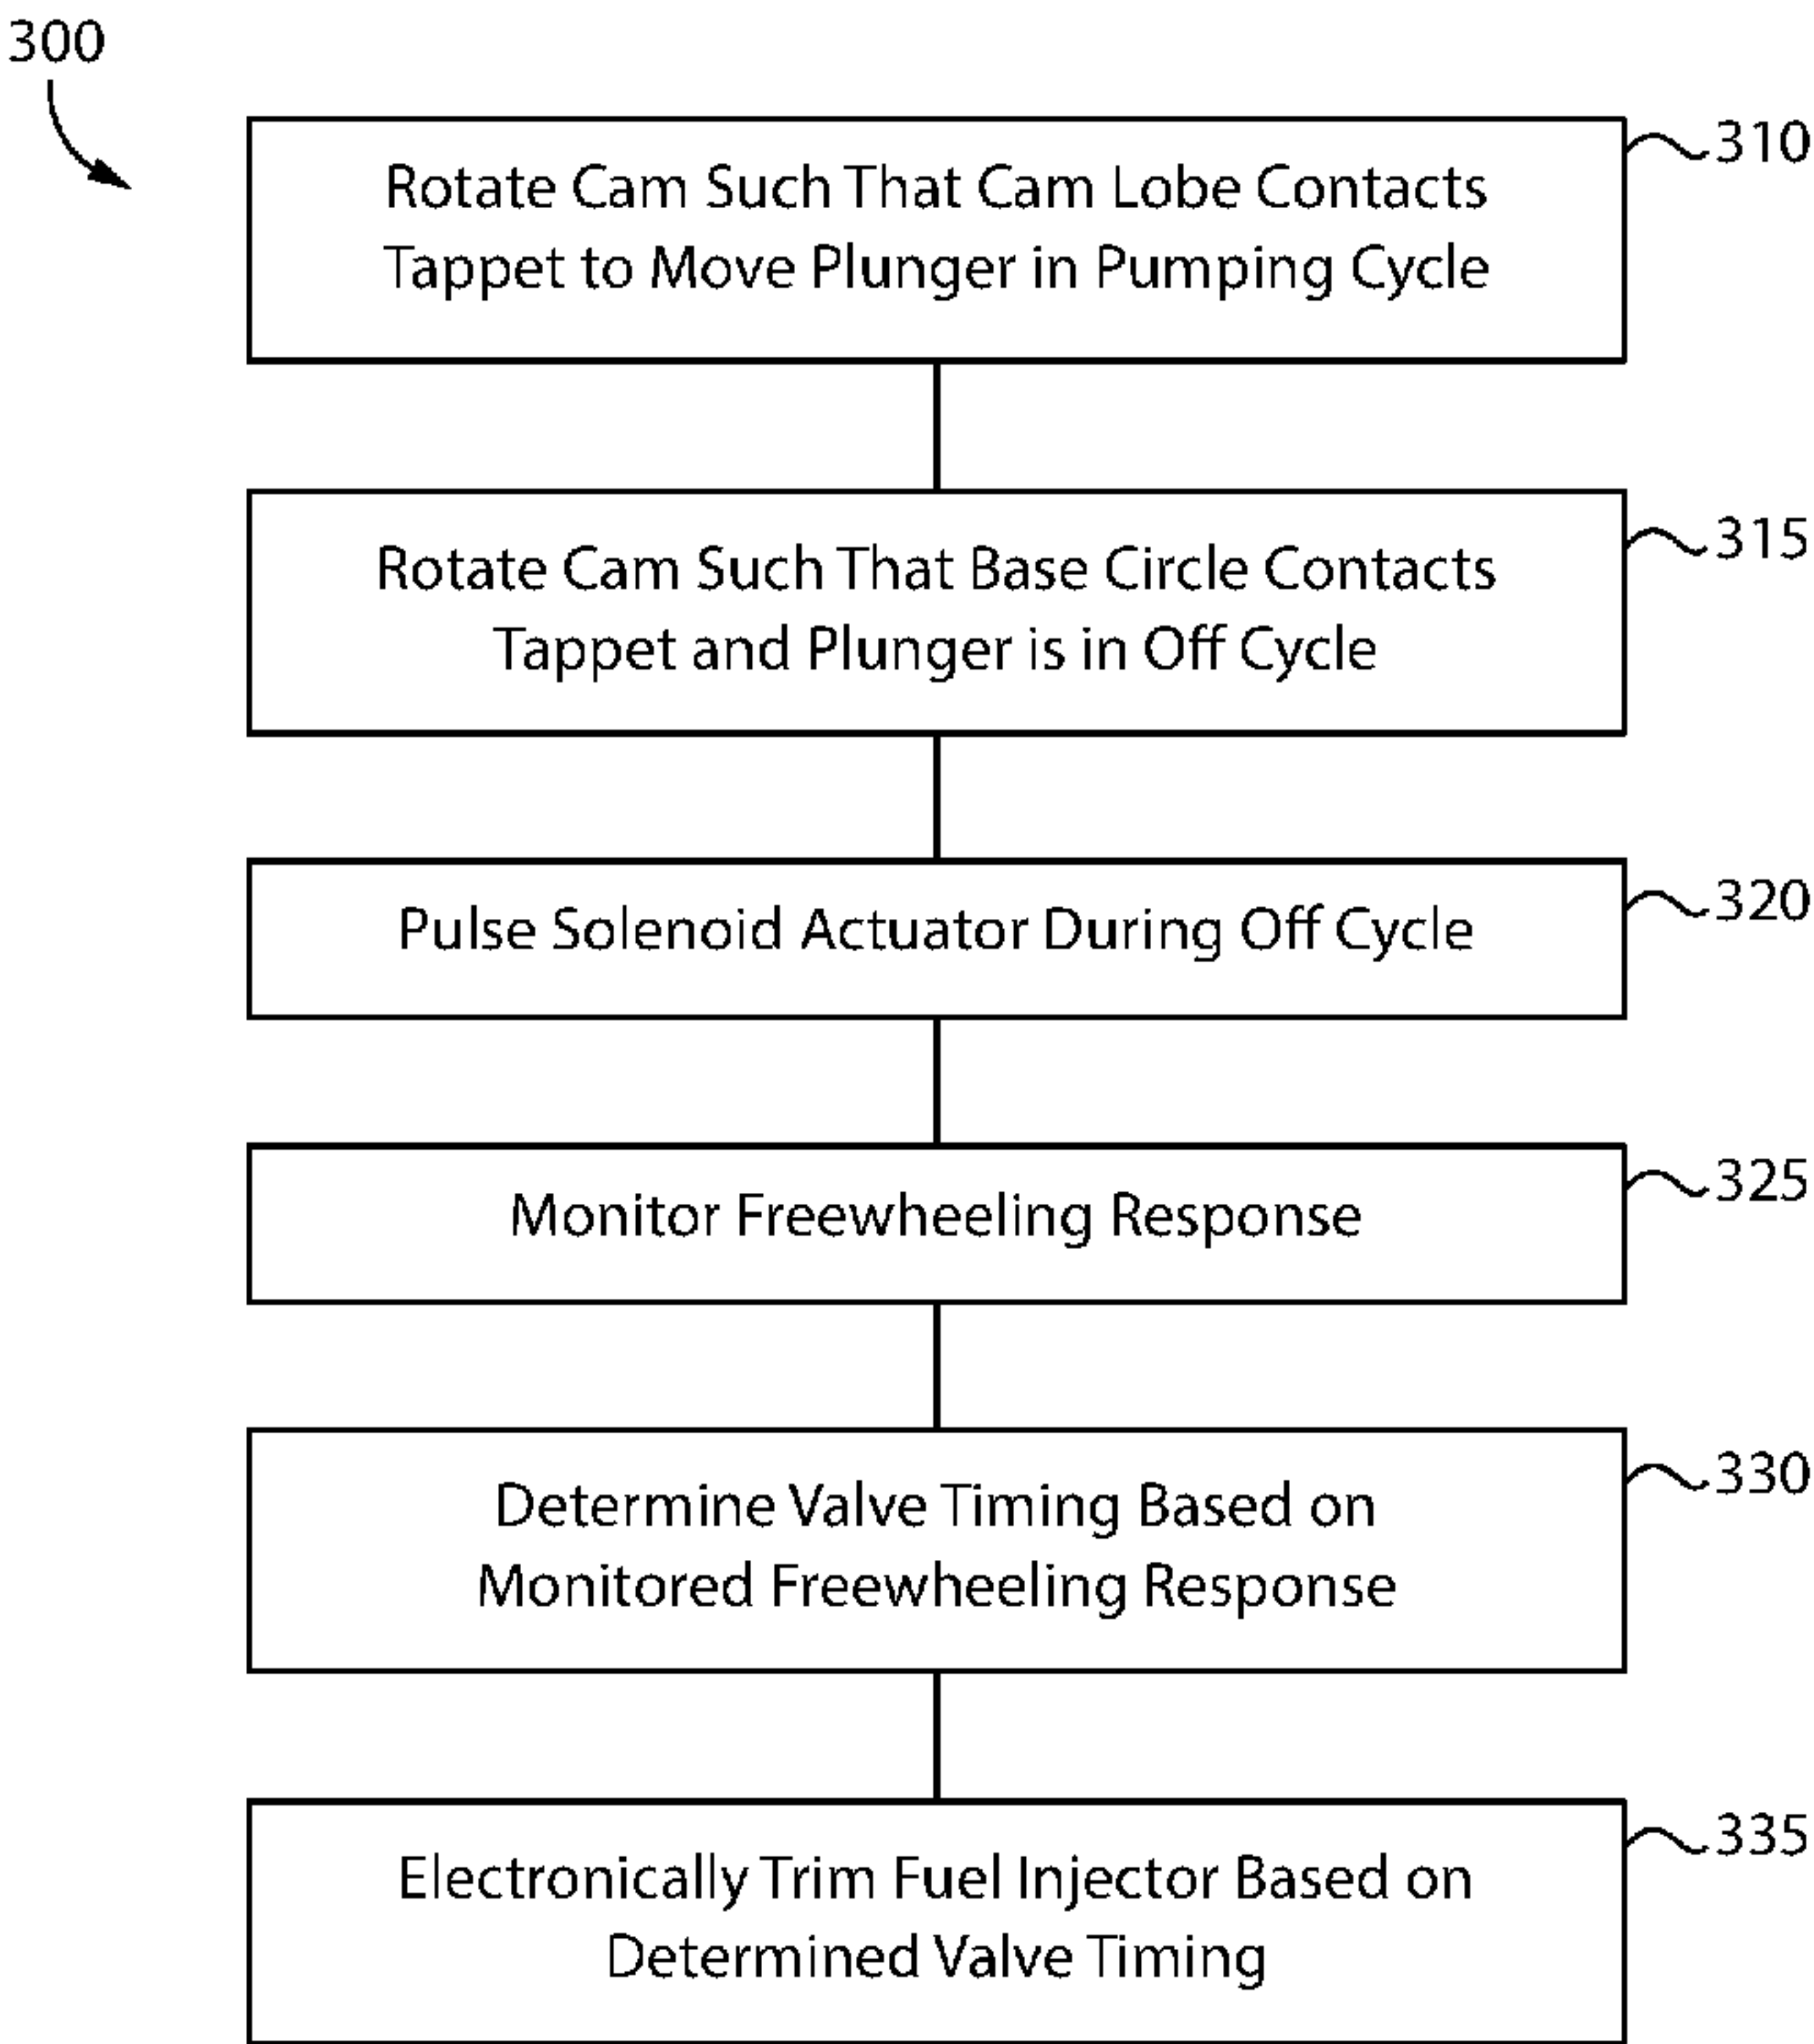 300
310
Rotate Cam Such That Cam Lobe Contacts
Tappet to Move Plunger in Pumping Cycle
315
Rotate Cam Such That Base Circle Contacts
Tappet and Plunger is in Off Cycle
320
Pulse Solenoid Actuator During Off Cycle
325
Monitor Freewheeling Response
330
Determine Valve Timing Based on
Monitored Freewheeling Response
335
Electronically Trim Fuel Injector Based on
Determined Valve Timing